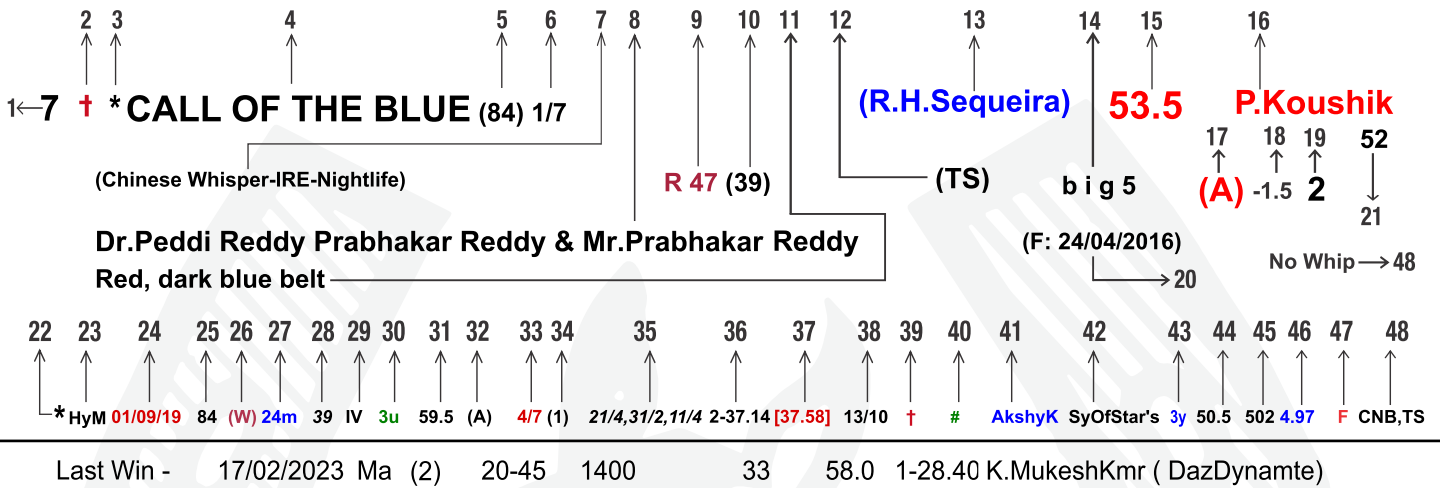 2 3 4 5 6 7 8 9 10 11 12 13 14 15 16
1 7 † *CALL OF THE BLUE (84) 1/7 (R.H.Sequeira) 53.5 P.Koushik
17 18 19 52
(Chinese Whisper-IRE-Nightlife) R 47 (39) (TS) big5 (A) -1.5 2
21
Dr.Peddi Reddy Prabhakar Reddy & Mr.Prabhakar Reddy (F: 24/04/2016)
No Whip 48
Red, dark blue belt 20
22 23 24 25 26 27 28 29 30 31 32 33 34 35 36 37 38 39 40 41 42 43 44 45 46 47 48
* HyM 01/09/19 84 (W) 24m 39 IV 3u 59.5 (A) 4/7 (1) 21/4,31/2,11/4 2-37.14 [37.58] 13/10 † # AkshyK SyOfStar's 3y 50.5 502 4.97 F CNB,TS
Last Win - 17/02/2023 Ma (2) 20-45 1400 33 58.0 1-28.40 K.MukeshKmr ( DazDynamte)